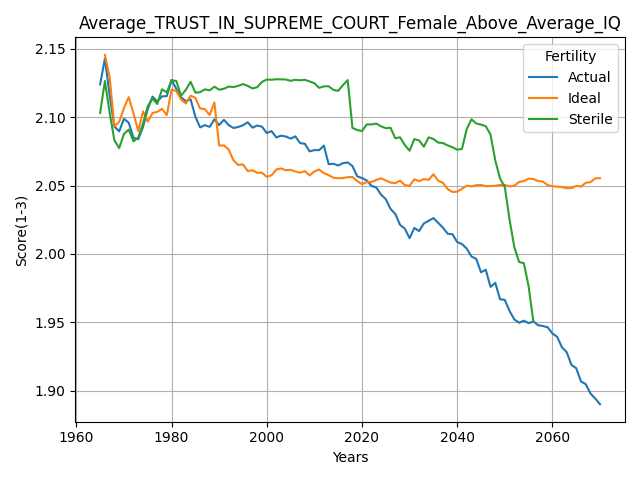 Average_TRUST_IN_SUPREME_COURT_Female_Above_Average_IQ
Fertility
Actual
Ideal
Sterile
Score(1-3)
2.15
2.10
2.05
2.00
1.95
1.90
1960 1980 2000 2020 2040 2060
Years